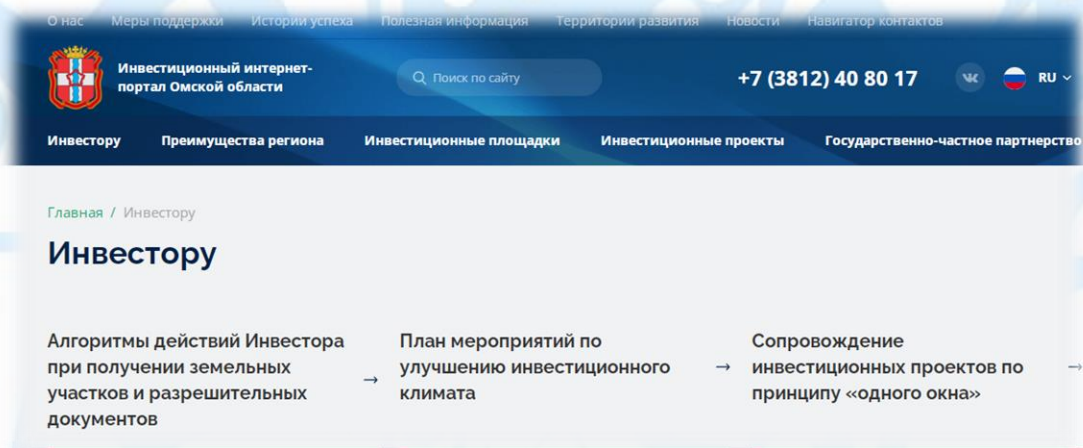 О нас Меры поддержки Истории успеха Полезная информация Территории развития Новости Навигатор контактов
Инвестиционный интернет-
портал Омской области
Поиск по сайту
+7 (3812) 40 80 17
RU
Инвестору Преимущества региона Инвестиционные площадки Инвестиционные проекты Государственно-частное партнерство
Главная / Инвестору
Инвестору
Алгоритмы действий Инвестора
при получении земельных
участков и разрешительных
документов
План мероприятий по
улучшению инвестиционного
климата
Сопровождение
инвестиционных проектов по
принципу «одного окна»